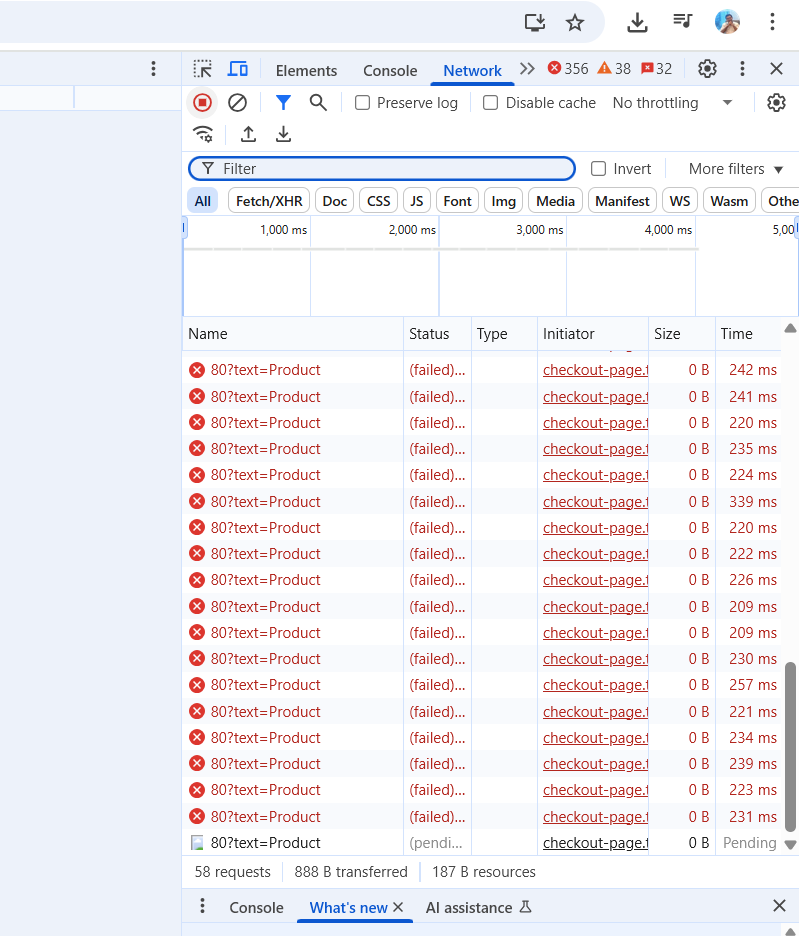 Elements Console Network 356 38 32
Preserve log Disable cache No throttling
Filter Invert More filters
All Fetch/XHR Doc CSS JS Font Img Media Manifest WS Wasm Othe
1,000 ms 2,000 ms 3,000 ms 4,000 ms 5,00
Name Status Type Initiator Size Time
80?text=Product (failed)... checkout-page.t 0 B 242 ms
80?text=Product (failed)... checkout-page.t 0 B 241 ms
80?text=Product (failed)... checkout-page.t 0 B 220 ms
80?text=Product (failed)... checkout-page.t 0 B 235 ms
80?text=Product (failed)... checkout-page.t 0 B 224 ms
80?text=Product (failed)... checkout-page.t 0 B 339 ms
80?text=Product (failed)... checkout-page.t 0 B 220 ms
80?text=Product (failed)... checkout-page.t 0 B 222 ms
80?text=Product (failed)... checkout-page.t 0 B 226 ms
80?text=Product (failed)... checkout-page.t 0 B 209 ms
80?text=Product (failed)... checkout-page.t 0 B 209 ms
80?text=Product (failed)... checkout-page.t 0 B 230 ms
80?text=Product (failed)... checkout-page.t 0 B 257 ms
80?text=Product (failed)... checkout-page.t 0 B 221 ms
80?text=Product (failed)... checkout-page.t 0 B 234 ms
80?text=Product (failed)... checkout-page.t 0 B 239 ms
80?text=Product (failed)... checkout-page.t 0 B 223 ms
80?text=Product (failed)... checkout-page.t 0 B 231 ms
80?text=Product (pendi... checkout-page.t 0 B Pending
58 requests 888 B transferred 187 B resources
Console What's new AI assistance